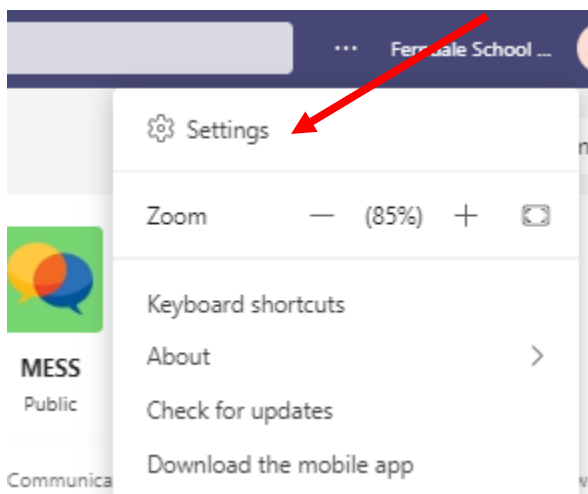 ... Ferndale School ...
Settings
Zoom — (85%) +
Keyboard shortcuts
About
MESS
Check for updates
Public
Download the mobile app
Communica